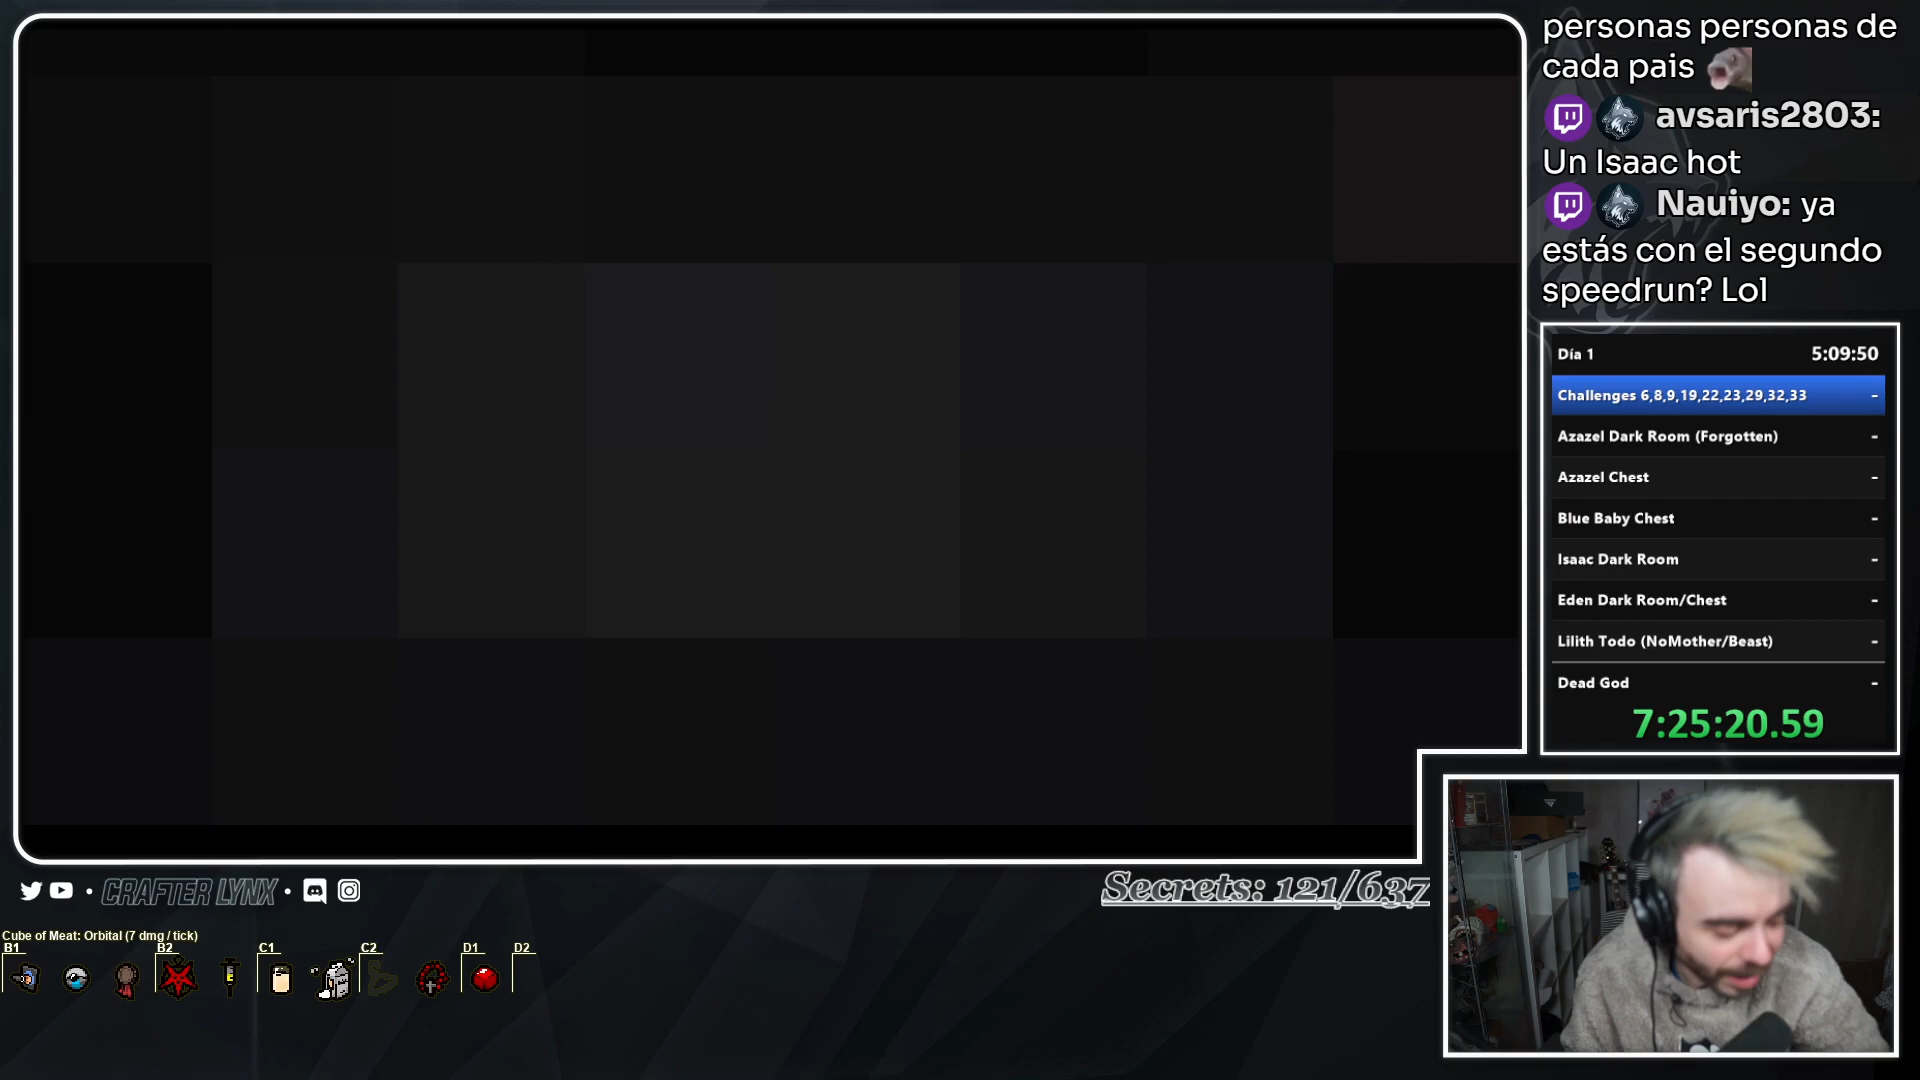 personas personas de
cada pais
avsaris2803:
Un Isaac hot
Nauiyo: ya
estás con el segundo
speedrun? Lol
Día 1 5:09:50
Challenges 6,8,9,19,22,23,29,32,33 -
Azazel Dark Room (Forgotten) -
Azazel Chest -
Blue Baby Chest -
Isaac Dark Room -
Eden Dark Room/Chest -
Lilith Todo (NoMother/Beast) -
Dead God -
7:25:20.59
• CRAFTER LYNX •
Secrets: 121/637
Cube of Meat: Orbital (7 dmg / tick)
B1 B2 C1 C2 D1 D2